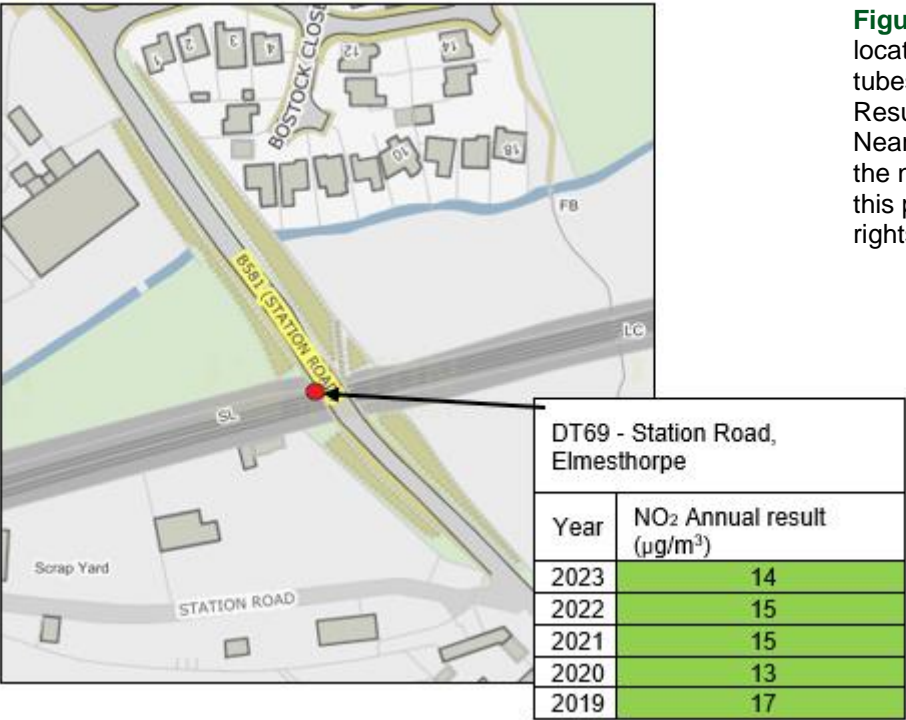 1
2
3
4
12
14
BOSTOCK CLOSE
10
18
FB
B581 (STATION ROAD)
LC
SL
Scrap Yard
STATION ROAD
DT69 - Station Road,
Elmesthorpe
Year
NO₂ Annual result
(µg/m³)
2023 14
2022 15
2021 15
2020 13
2019 17
Figu
locat
tubes
Resu
Near
the r
this p
rights